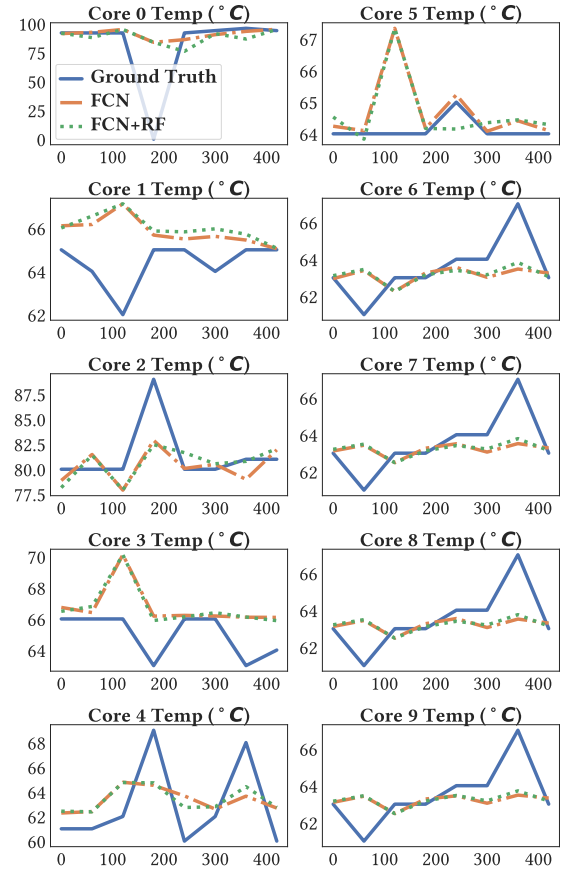 Core 0 Temp (°C)
100
75
50
25
0
Ground Truth
FCN
FCN+RF
0 100 200 300 400
Core 5 Temp (°C)
67
66
65
64
0 100 200 300 400
Core 1 Temp (°C)
66
64
62
0 100 200 300 400
Core 6 Temp (°C)
66
64
62
0 100 200 300 400
Core 2 Temp (°C)
87.5
85.0
82.5
80.0
77.5
0 100 200 300 400
Core 7 Temp (°C)
66
64
62
0 100 200 300 400
Core 3 Temp (°C)
70
68
66
64
0 100 200 300 400
Core 8 Temp (°C)
66
64
62
0 100 200 300 400
Core 4 Temp (°C)
68
66
64
62
60
0 100 200 300 400
Core 9 Temp (°C)
66
64
62
0 100 200 300 400